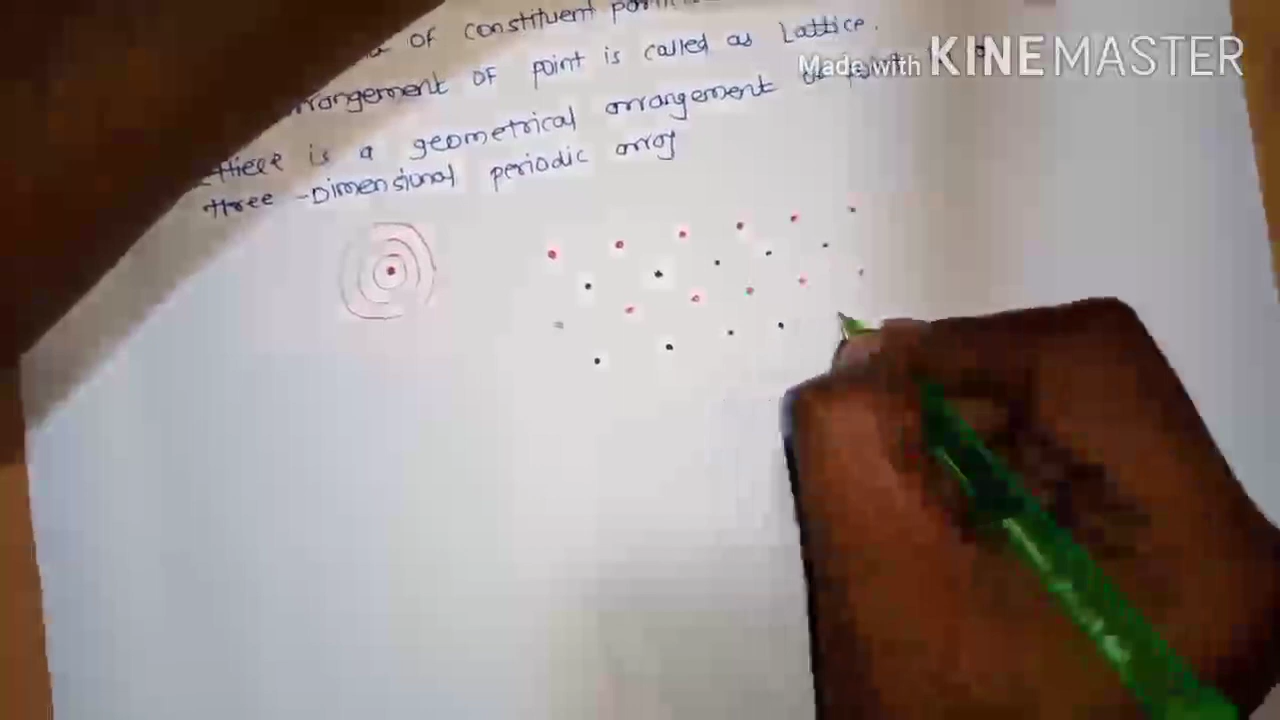 OF constituent
arrangement OF point is called as Lattice.
is a geometrical arrangement
three-Dimensional periodic array
Made with KINEMASTER